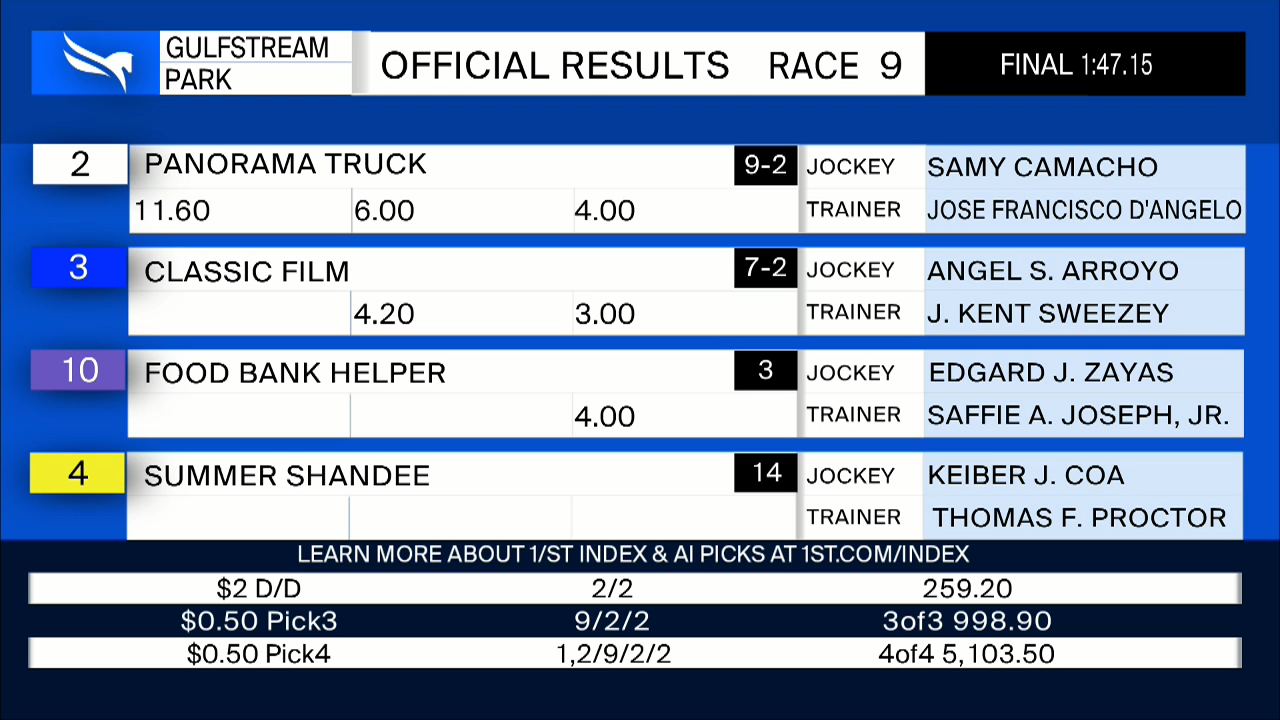 GULFSTREAM
PARK
OFFICIAL RESULTS RACE 9
FINAL 1:47.15
2 PANORAMA TRUCK 9-2 JOCKEY SAMY CAMACHO
11.60 6.00 4.00 TRAINER JOSE FRANCISCO D'ANGELO
3 CLASSIC FILM 7-2 JOCKEY ANGEL S. ARROYO
4.20 3.00 TRAINER J. KENT SWEEZEY
10 FOOD BANK HELPER 3 JOCKEY EDGARD J. ZAYAS
4.00 TRAINER SAFFIE A. JOSEPH, JR.
4 SUMMER SHANDEE 14 JOCKEY KEIBER J. COA
TRAINER THOMAS F. PROCTOR
LEARN MORE ABOUT 1/ST INDEX & AI PICKS AT 1ST.COM/INDEX
$2 D/D 2/2 259.20
$0.50 Pick3 9/2/2 3of3 998.90
$0.50 Pick4 1,2/9/2/2 4of4 5,103.50